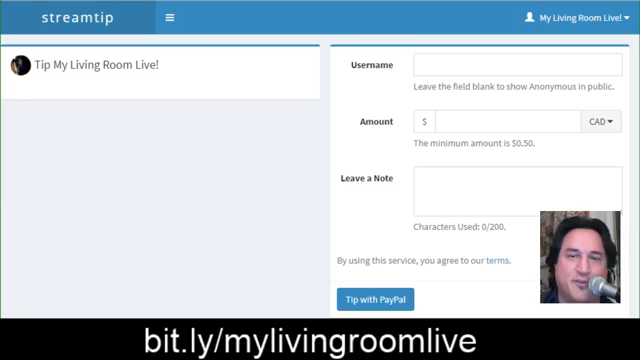 streamtip
My Living Room Live!
Tip My Living Room Live!
Username
Leave the field blank to show Anonymous in public.
Amount
$
CAD
The minimum amount is $0.50.
Leave a Note
Characters Used: 0/200.
By using this service, you agree to our terms.
Tip with PayPal
bit.ly/mylivingroomlive